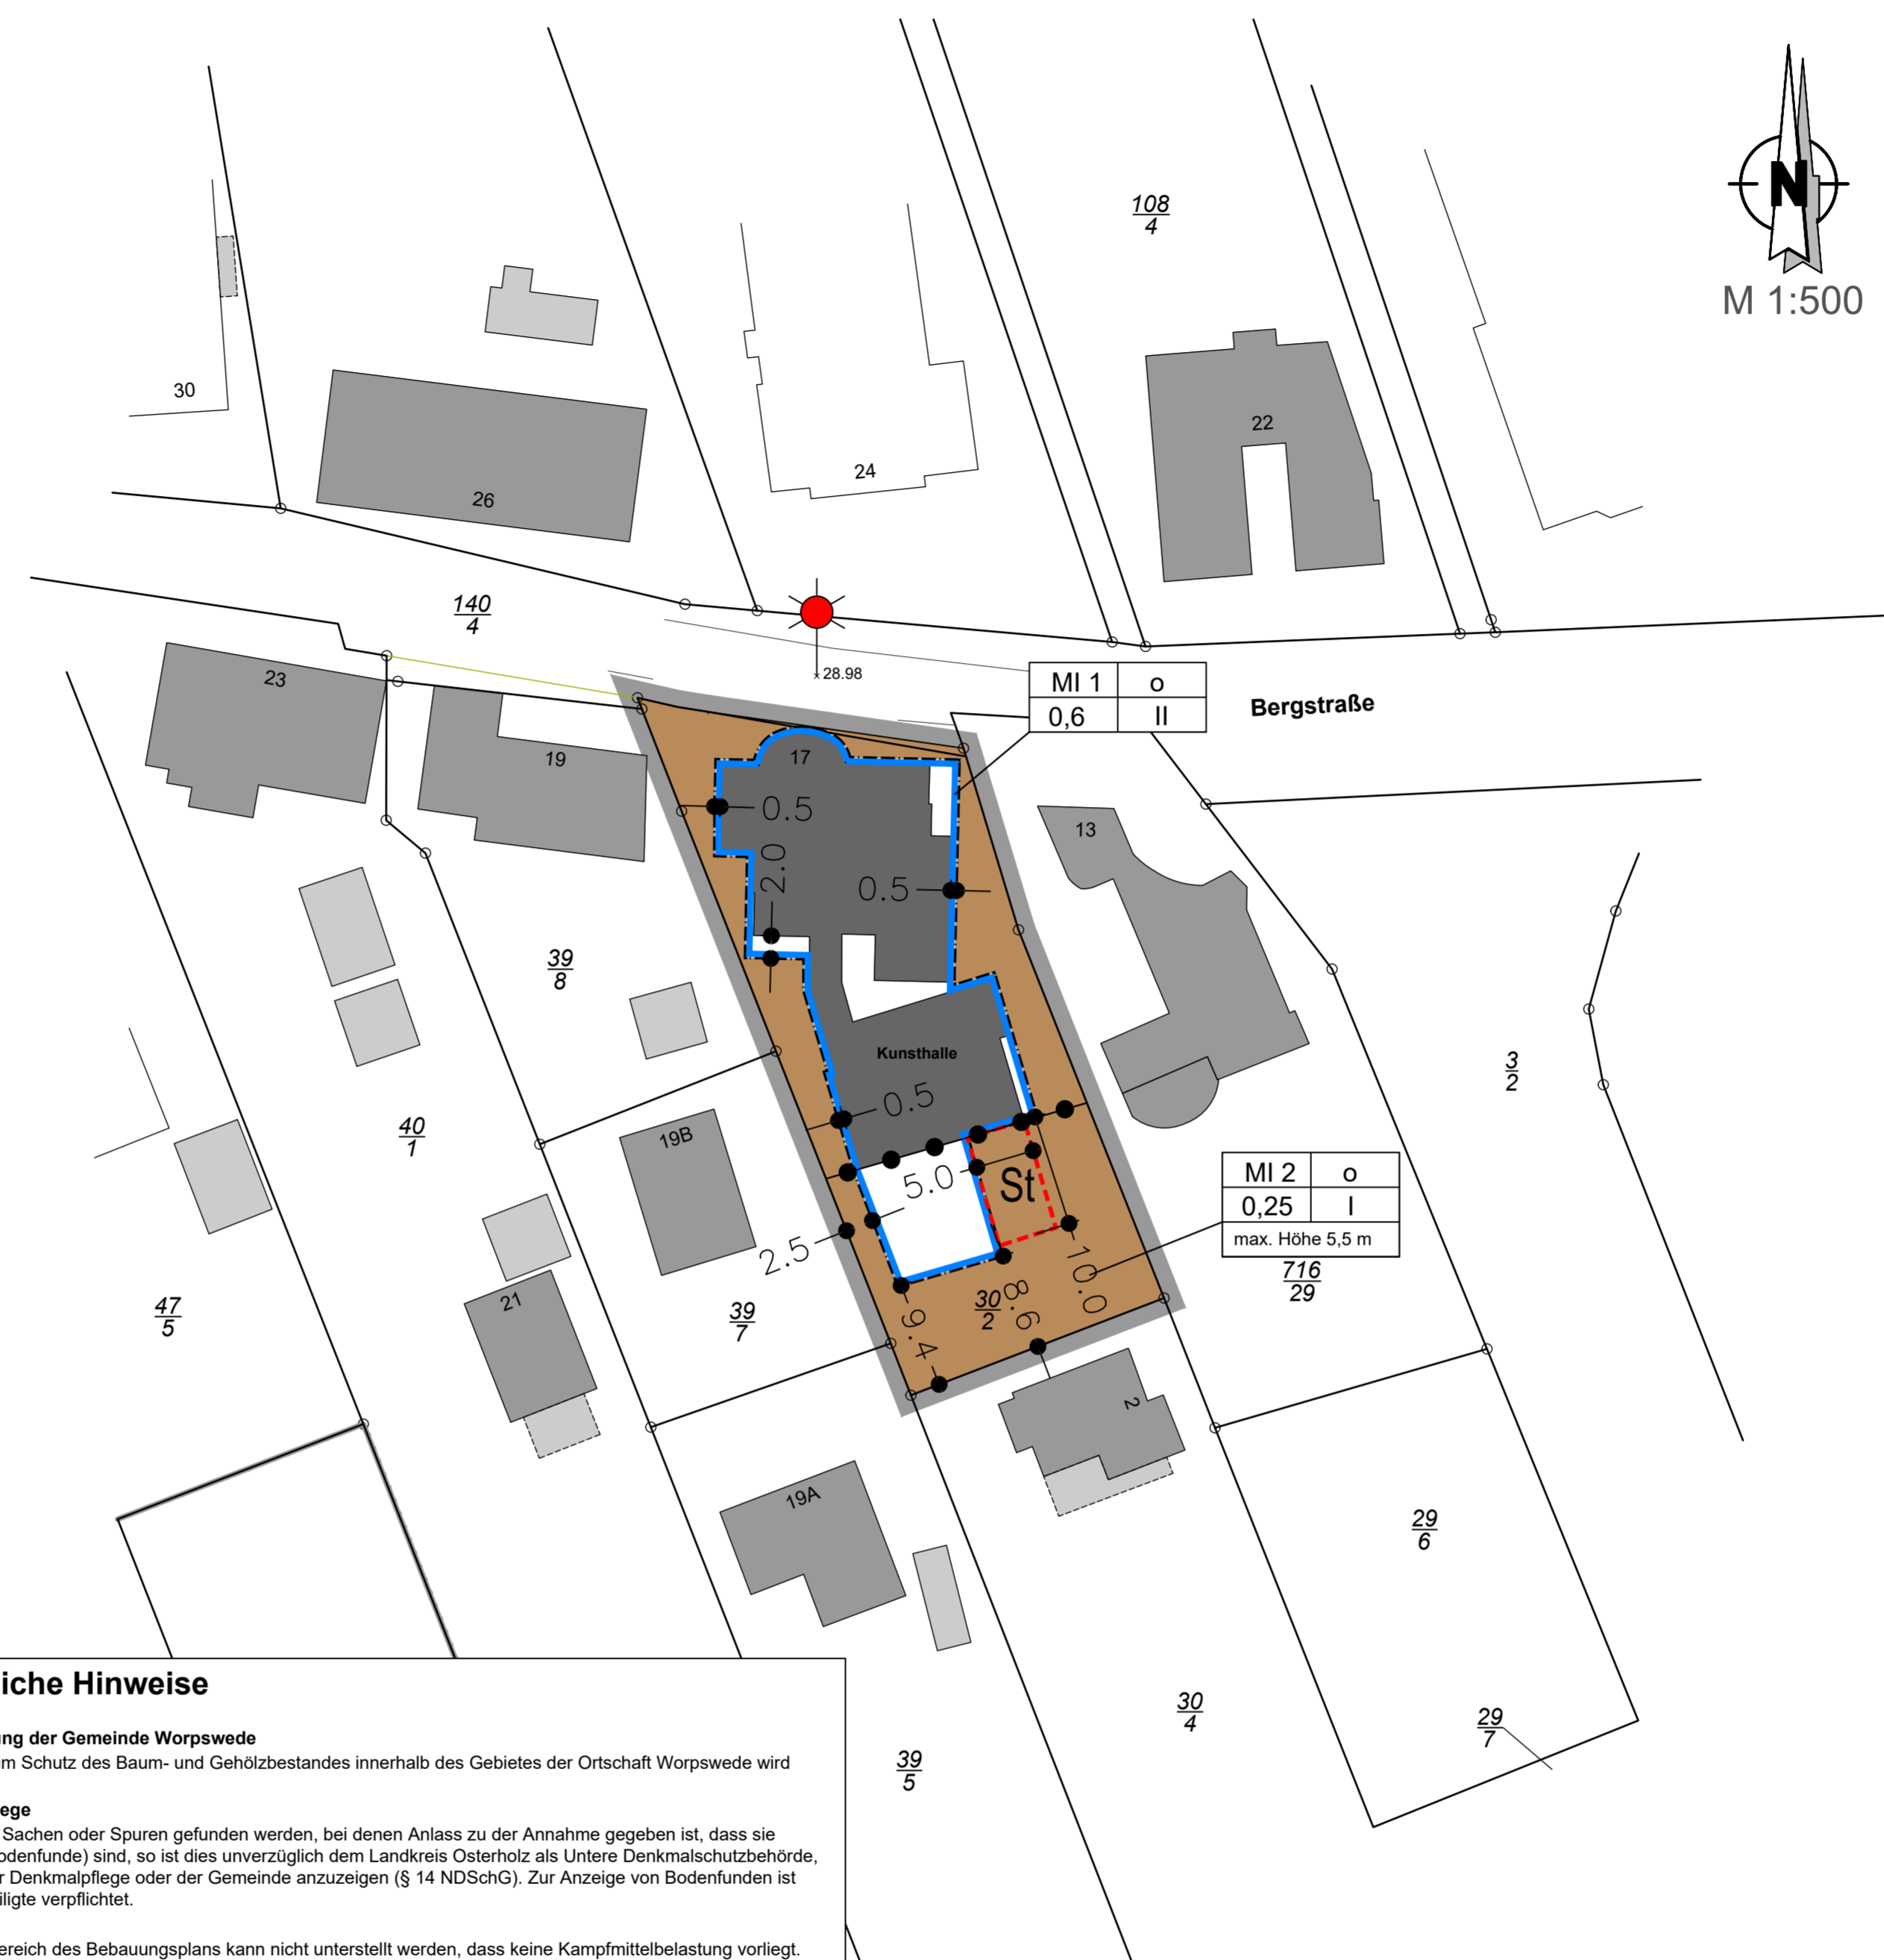 N
M 1:500
108
4
30
26
24
22
140
4
28.98
MI 1 o
0,6 II
Bergstraße
23
19
17
13
0.5
2.0
0.5
39
8
Kunsthalle
3
2
0.5
40
1
19B
5.0
St
MI 2 o
0,25 I
max. Höhe 5,5 m
716
29
2.5
10.0
8.6
9.4
30
2
47
5
21
39
7
2
19A
29
6
30
4
29
7
39
5
iche Hinweise
ung der Gemeinde Worpswede
m Schutz des Baum- und Gehölzbestandes innerhalb des Gebietes der Ortschaft Worpswede wird
ege
Sachen oder Spuren gefunden werden, bei denen Anlass zu der Annahme gegeben ist, dass sie
odenfunde) sind, so ist dies unverzüglich dem Landkreis Osterholz als Untere Denkmalschutzbehörde,
r Denkmalpflege oder der Gemeinde anzuzeigen (§ 14 NDSchG). Zur Anzeige von Bodenfunden ist
iligte verpflichtet.
ereich des Bebauungsplans kann nicht unterstellt werden, dass keine Kampfmittelbelastung vorliegt.